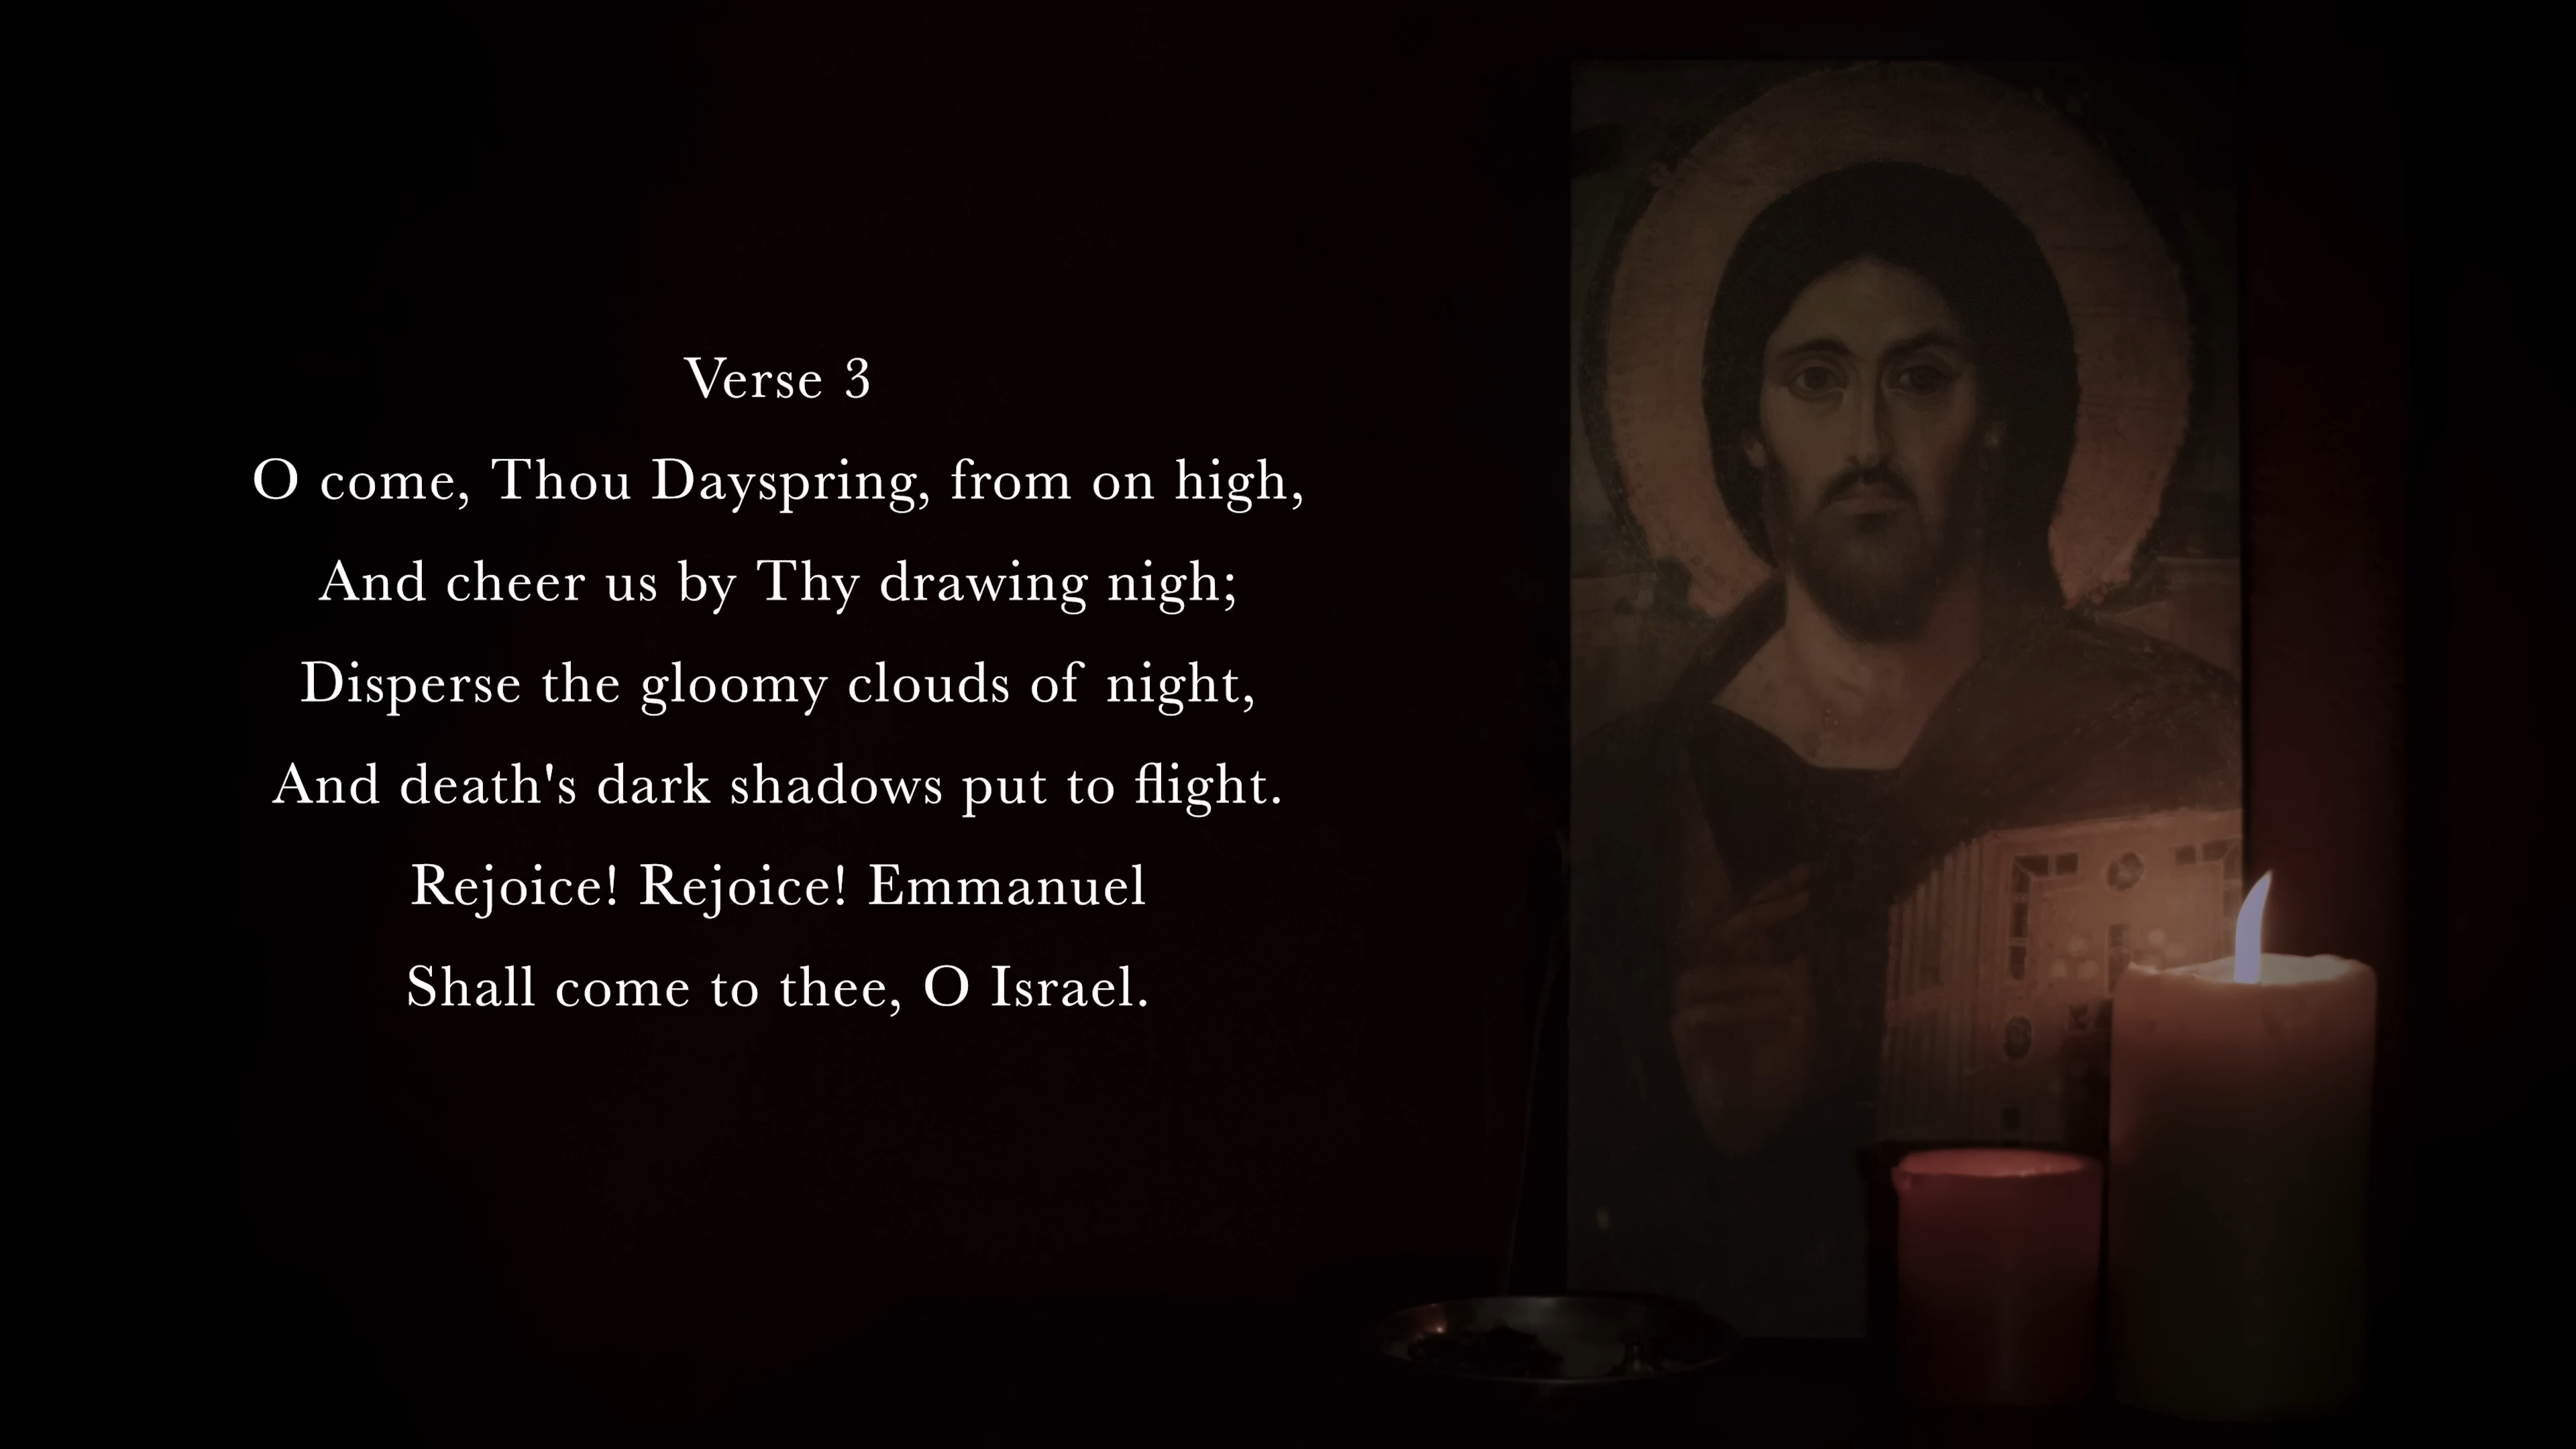 Verse 3
O come, Thou Dayspring, from on high,
And cheer us by Thy drawing nigh;
Disperse the gloomy clouds of night,
And death's dark shadows put to flight.
Rejoice! Rejoice! Emmanuel
Shall come to thee, O Israel.